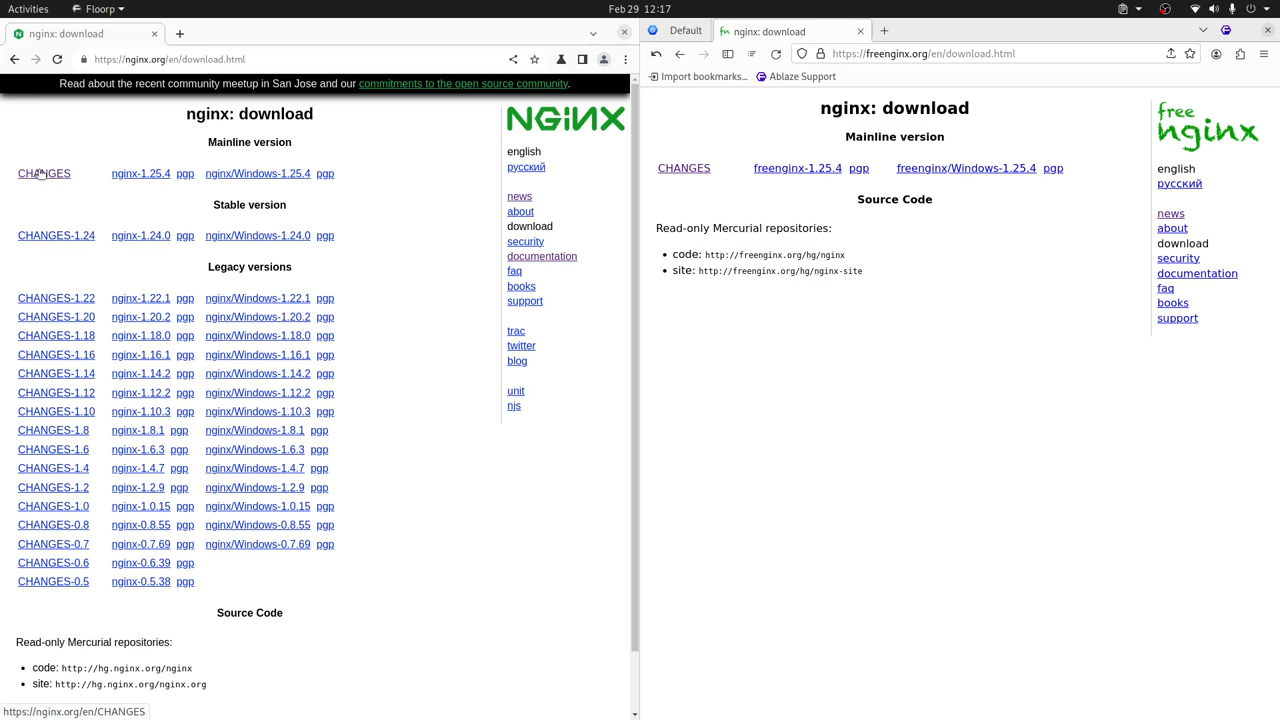 Activities
Floorp
Feb 29 12:17
nginx: download
https://nginx.org/en/download.html
Read about the recent community meetup in San Jose and our commitments to the open source community.
nginx: download
Mainline version
CHANGES nginx-1.25.4 pgp nginx/Windows-1.25.4 pgp
Stable version
CHANGES-1.24 nginx-1.24.0 pgp nginx/Windows-1.24.0 pgp
Legacy versions
CHANGES-1.22 nginx-1.22.1 pgp nginx/Windows-1.22.1 pgp
CHANGES-1.20 nginx-1.20.2 pgp nginx/Windows-1.20.2 pgp
CHANGES-1.18 nginx-1.18.0 pgp nginx/Windows-1.18.0 pgp
CHANGES-1.16 nginx-1.16.1 pgp nginx/Windows-1.16.1 pgp
CHANGES-1.14 nginx-1.14.2 pgp nginx/Windows-1.14.2 pgp
CHANGES-1.12 nginx-1.12.2 pgp nginx/Windows-1.12.2 pgp
CHANGES-1.10 nginx-1.10.3 pgp nginx/Windows-1.10.3 pgp
CHANGES-1.8 nginx-1.8.1 pgp nginx/Windows-1.8.1 pgp
CHANGES-1.6 nginx-1.6.3 pgp nginx/Windows-1.6.3 pgp
CHANGES-1.4 nginx-1.4.7 pgp nginx/Windows-1.4.7 pgp
CHANGES-1.2 nginx-1.2.9 pgp nginx/Windows-1.2.9 pgp
CHANGES-1.0 nginx-1.0.15 pgp nginx/Windows-1.0.15 pgp
CHANGES-0.8 nginx-0.8.55 pgp nginx/Windows-0.8.55 pgp
CHANGES-0.7 nginx-0.7.69 pgp nginx/Windows-0.7.69 pgp
CHANGES-0.6 nginx-0.6.39 pgp
CHANGES-0.5 nginx-0.5.38 pgp
Source Code
Read-only Mercurial repositories:
code: http://hg.nginx.org/nginx
site: http://hg.nginx.org/nginx.org
https://nginx.org/en/CHANGES
NGINX
english
русский
news
about
download
security
documentation
faq
books
support
trac
twitter
blog
unit
njs
Default
fn nginx: download
https://freenginx.org/en/download.html
Import bookmarks...
Ablaze Support
nginx: download
Mainline version
CHANGES freenginx-1.25.4 pgp freenginx/Windows-1.25.4 pgp
Source Code
Read-only Mercurial repositories:
code: http://freenginx.org/hg/nginx
site: http://freenginx.org/hg/nginx-site
free
nginx
english
русский
news
about
download
security
documentation
faq
books
support